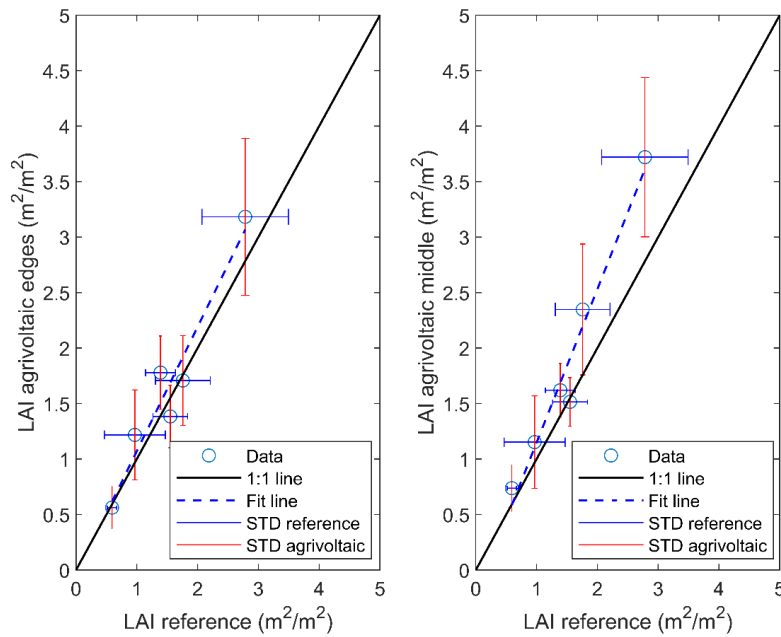 5
4.5
4
3.5
3
2.5
2
1.5
1
0.5
0
LAI agrivoltaic edges (m²/m²)
Data
1:1 line
Fit line
STD reference
STD agrivoltaic
0 1 2 3 4 5
LAI reference (m²/m²)
5
4.5
4
3.5
3
2.5
2
1.5
1
0.5
0
LAI agrivoltaic middle (m²/m²)
Data
1:1 line
Fit line
STD reference
STD agrivoltaic
0 1 2 3 4 5
LAI reference (m²/m²)